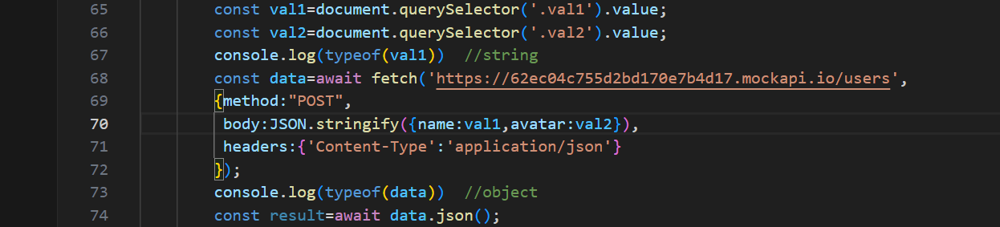 65 const val1=document.querySelector('.val1').value;
66 const val2=document.querySelector('.val2').value;
67 console.log(typeof(val1))  //string
68 const data=await fetch('https://62ec04c755d2bd170e7b4d17.mockapi.io/users',
69 {method:"POST",
70  body:JSON.stringify({name:val1,avatar:val2}),
71  headers:{'Content-Type':'application/json'}
72 });
73 console.log(typeof(data))  //object
74 const result=await data.json();